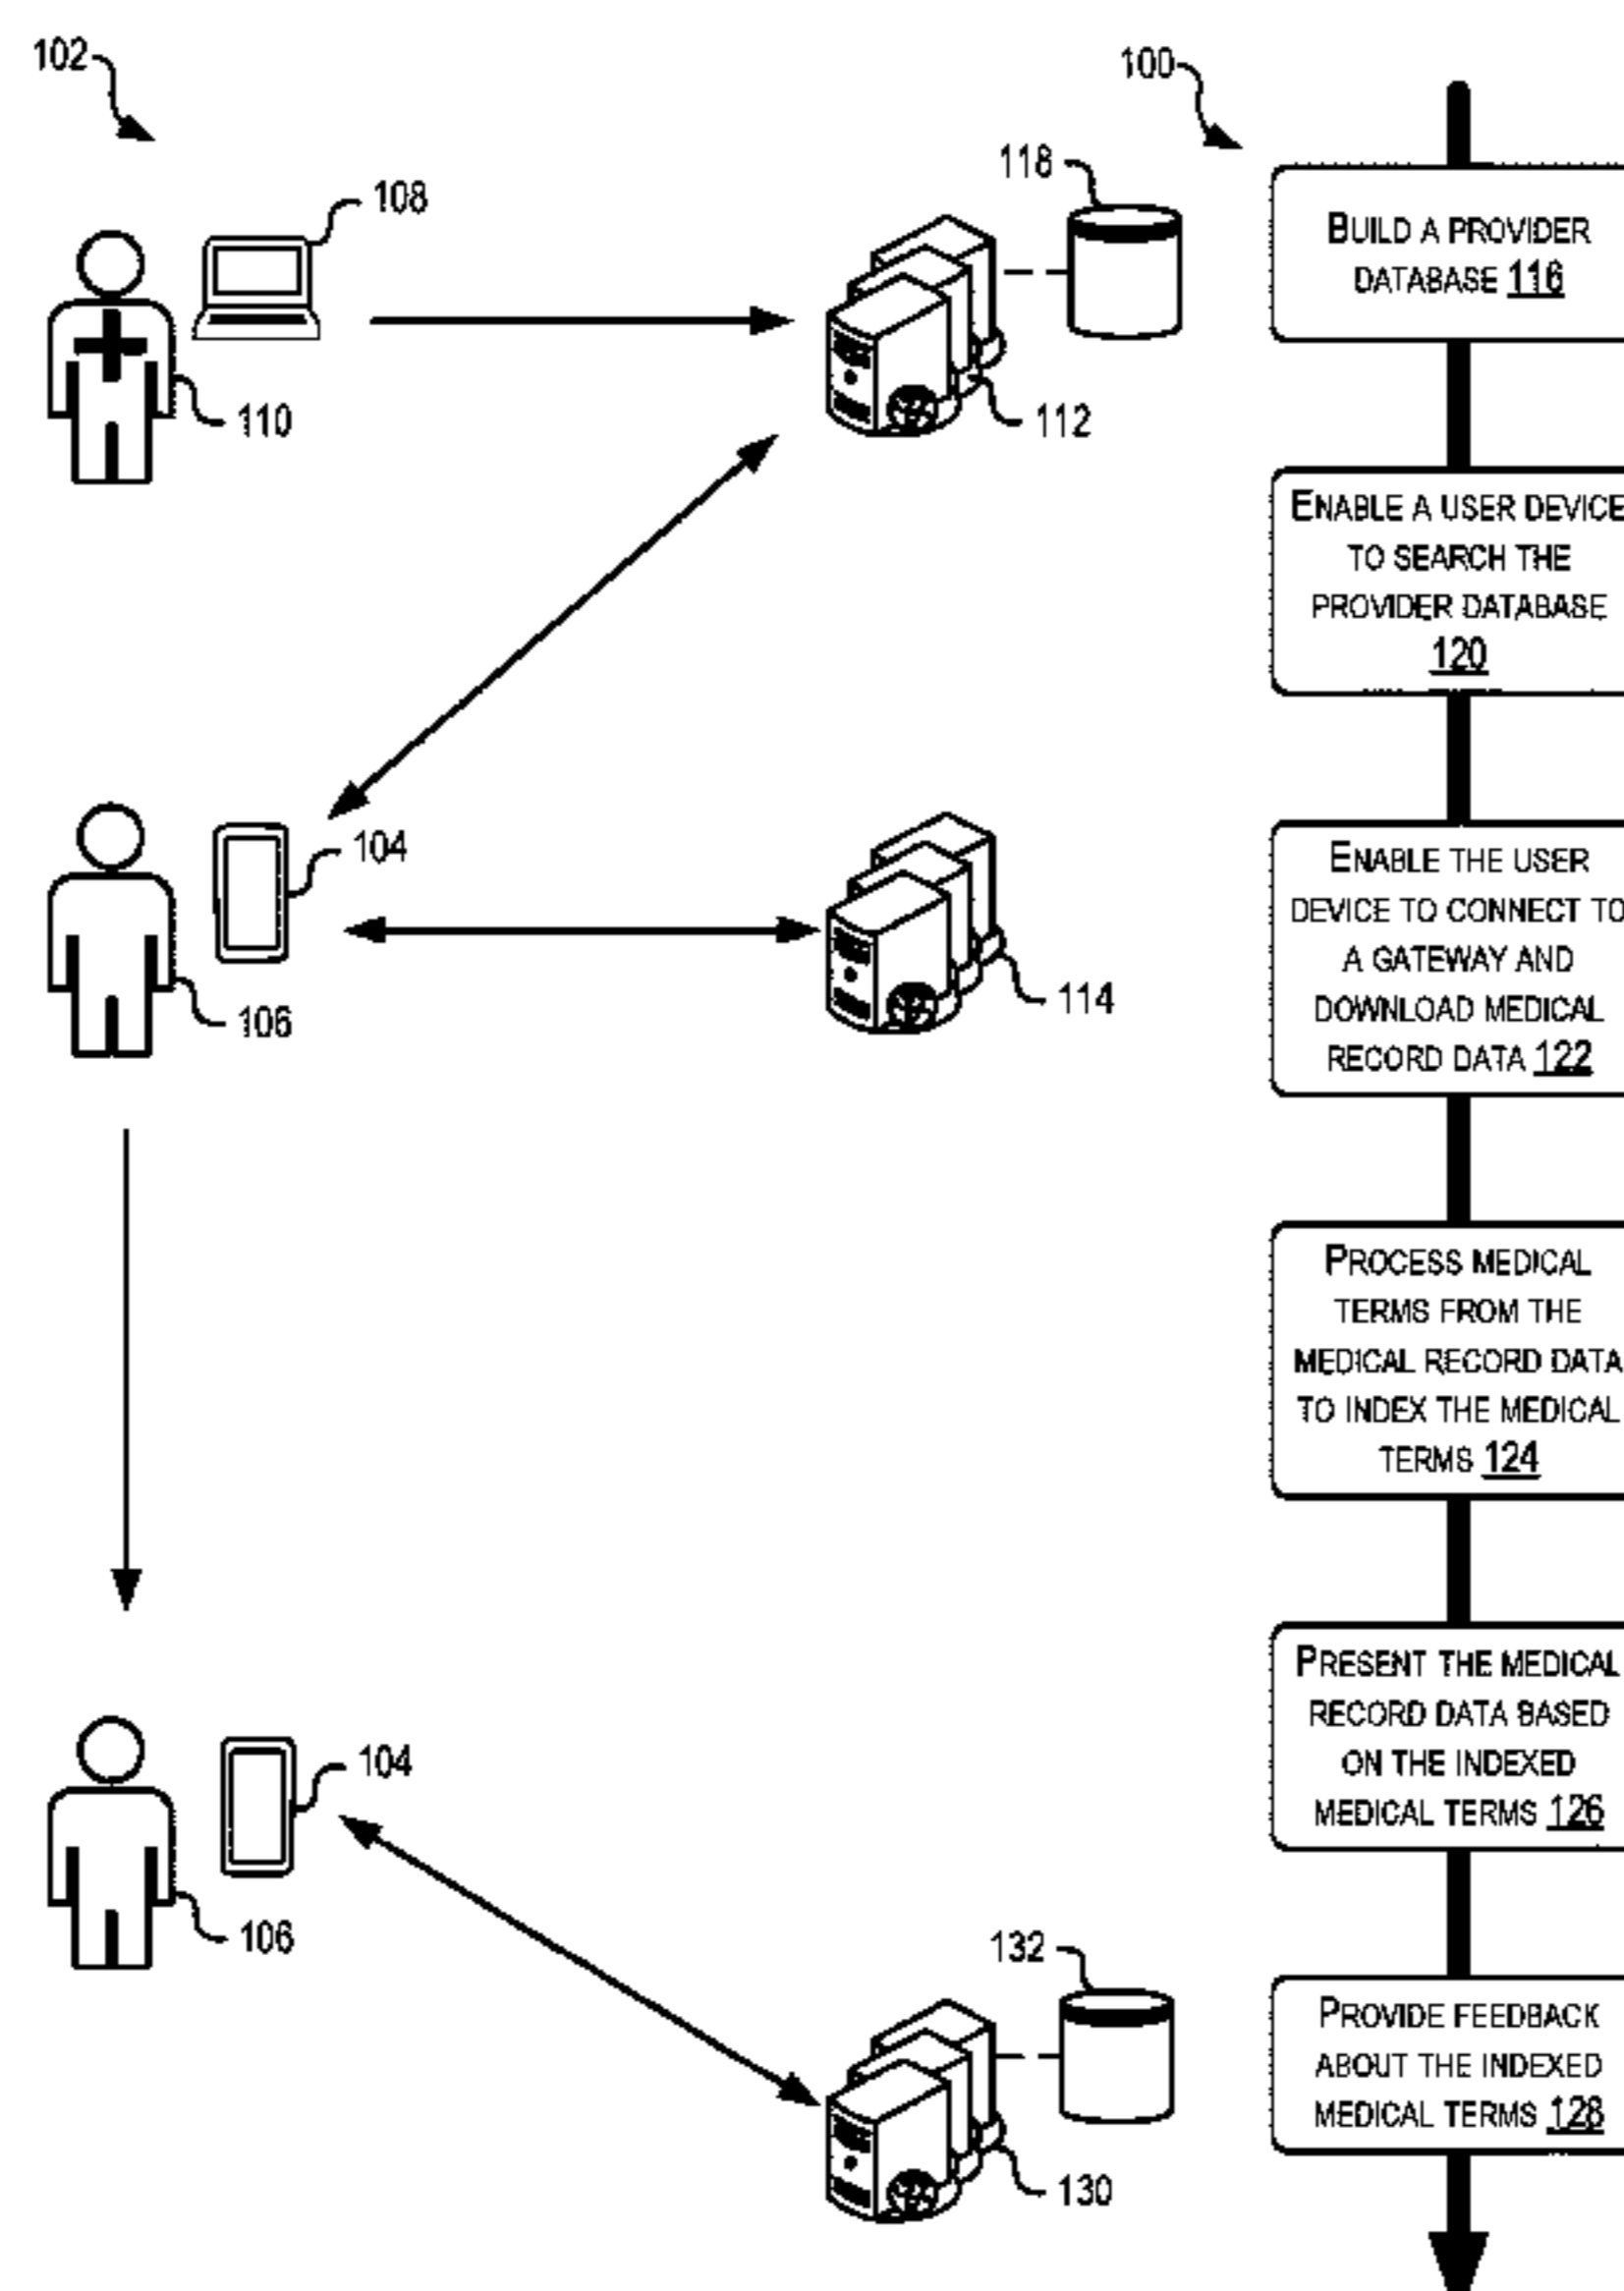 102
100
118
108
BUILD A PROVIDER
DATABASE 116
110
112
ENABLE A USER DEVICE
TO SEARCH THE
PROVIDER DATABASE
120
104
ENABLE THE USER
DEVICE TO CONNECT TO
A GATEWAY AND
DOWNLOAD MEDICAL
RECORD DATA 122
106
114
PROCESS MEDICAL
TERMS FROM THE
MEDICAL RECORD DATA
TO INDEX THE MEDICAL
TERMS 124
PRESENT THE MEDICAL
RECORD DATA BASED
ON THE INDEXED
MEDICAL TERMS 126
104
106
132
PROVIDE FEEDBACK
ABOUT THE INDEXED
MEDICAL TERMS 128
130